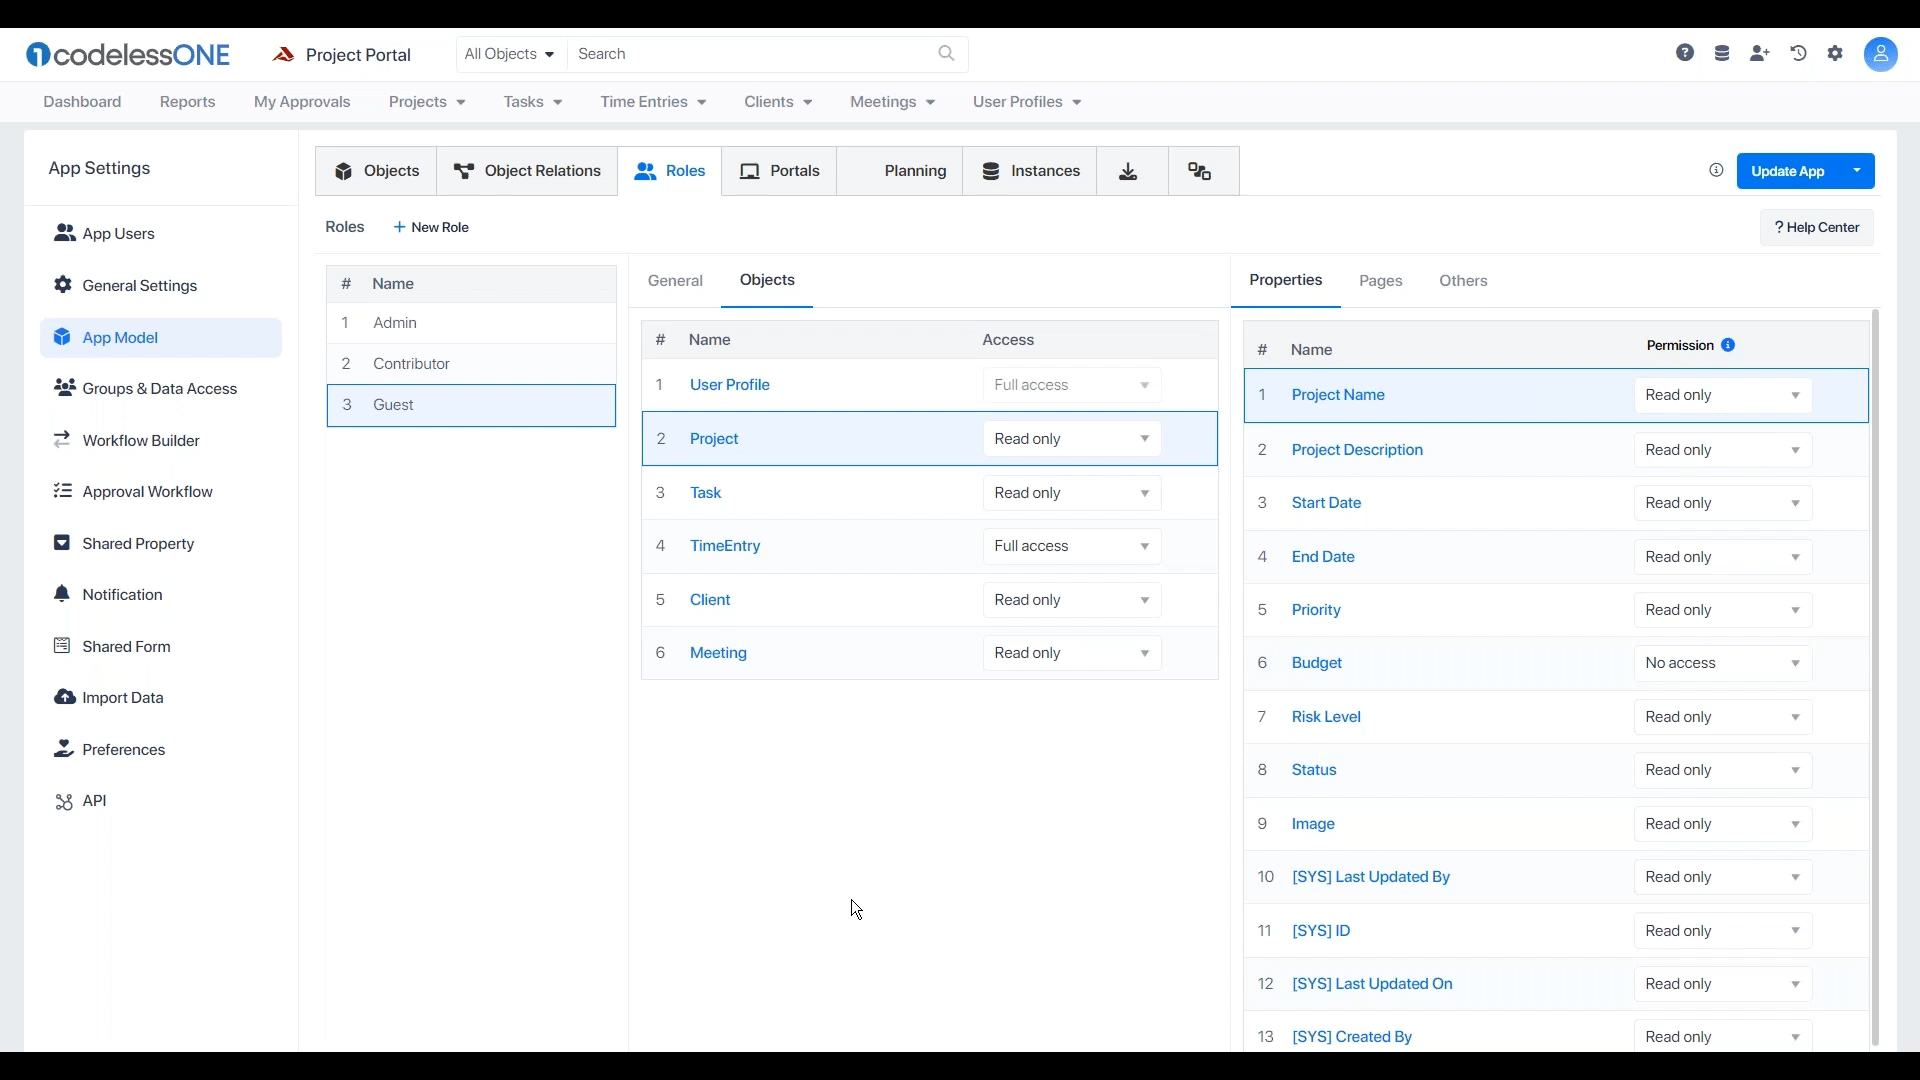 codelessONE
Project Portal
All Objects
Search
Dashboard
Reports
My Approvals
Projects
Tasks
Time Entries
Clients
Meetings
User Profiles
App Settings
App Users
General Settings
App Model
Groups & Data Access
Workflow Builder
Approval Workflow
Shared Property
Notification
Shared Form
Import Data
Preferences
API
Objects
Object Relations
Roles
Portals
Planning
Instances
Update App
Roles
+ New Role
? Help Center
# Name
1 Admin
2 Contributor
3 Guest
General
Objects
# Name Access
1 User Profile Full access
2 Project Read only
3 Task Read only
4 TimeEntry Full access
5 Client Read only
6 Meeting Read only
Properties
Pages
Others
# Name Permission
1 Project Name Read only
2 Project Description Read only
3 Start Date Read only
4 End Date Read only
5 Priority Read only
6 Budget No access
7 Risk Level Read only
8 Status Read only
9 Image Read only
10 [SYS] Last Updated By Read only
11 [SYS] ID Read only
12 [SYS] Last Updated On Read only
13 [SYS] Created By Read only